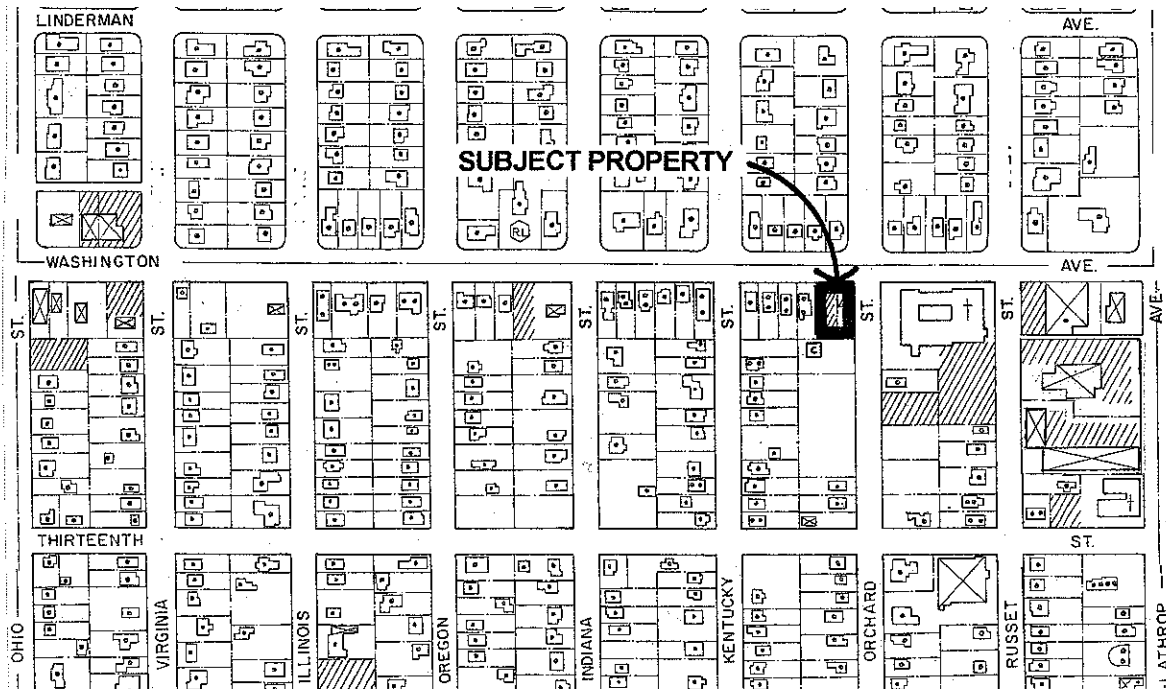 LINDERMAN
AVE.
SUBJECT PROPERTY
RL
WASHINGTON
AVE.
ST.
ST.
ST.
ST.
ST.
ST.
ST.
ST.
AVE.
C
THIRTEENTH
ST.
OHIO
VIRGINIA
ILLINOIS
OREGON
INDIANA
KENTUCKY
ORCHARD
RUSSET
LATHROP